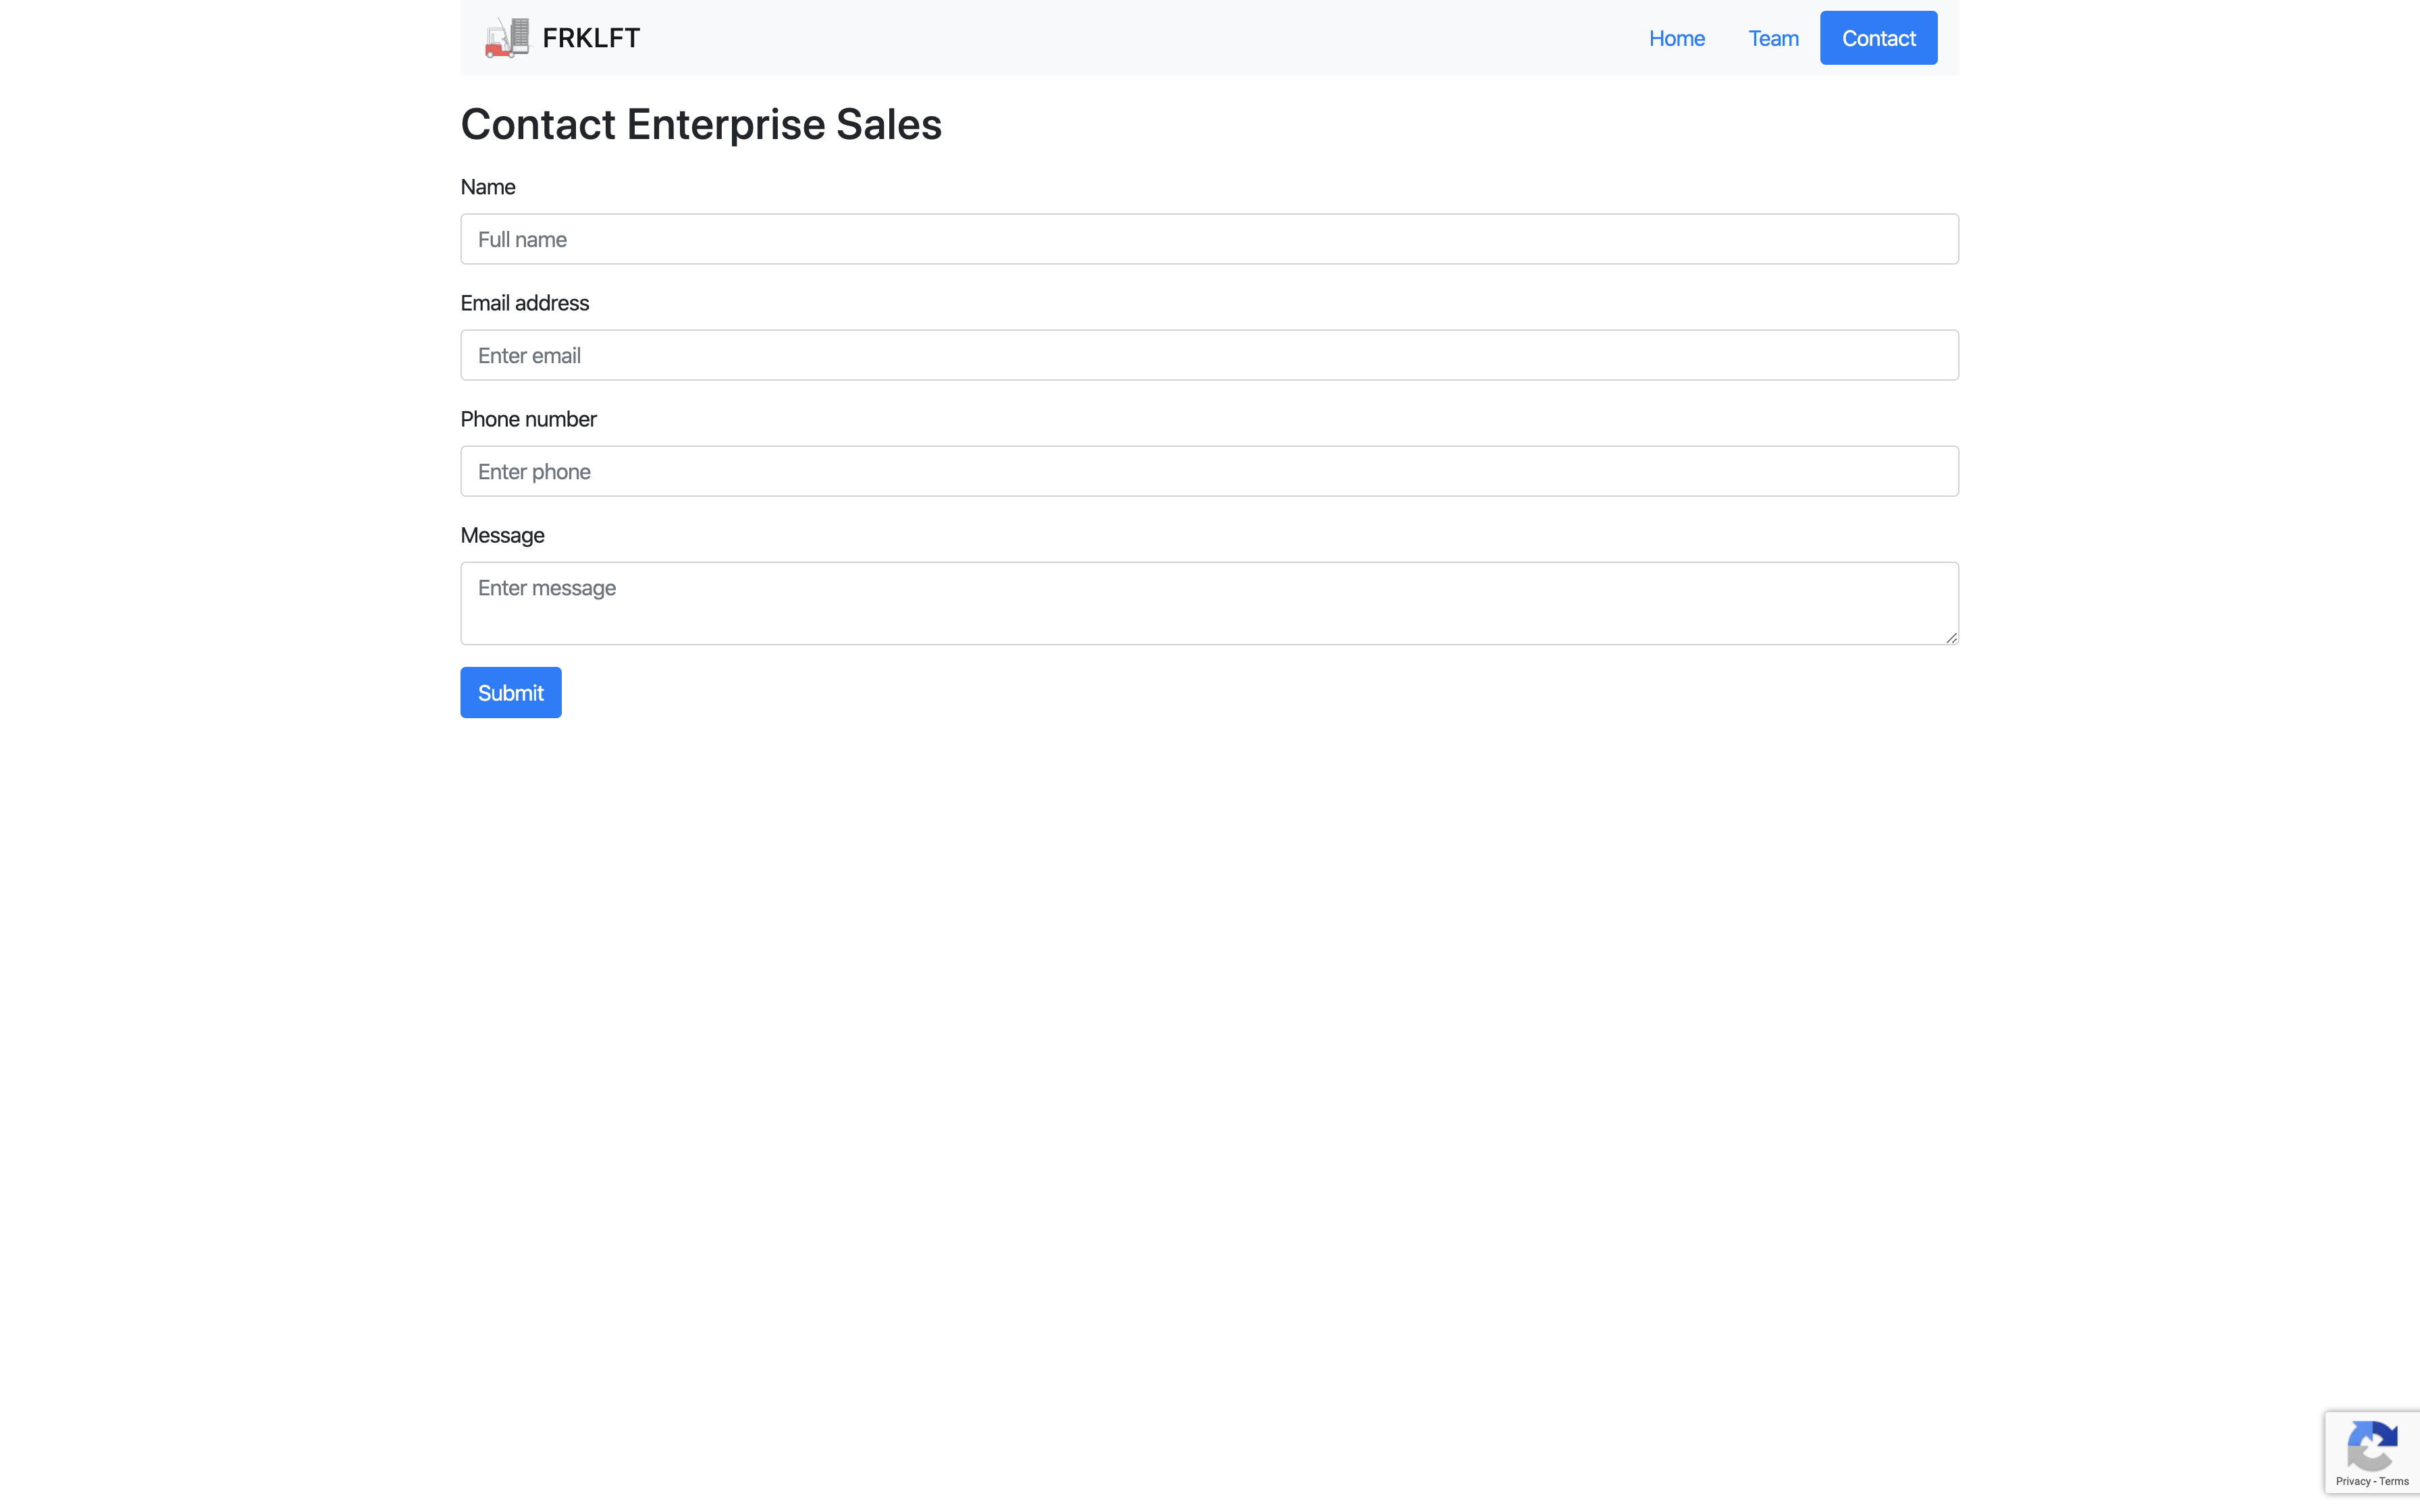 FRKLFT
Home Team Contact
Contact Enterprise Sales
Name
Full name
Email address
Enter email
Phone number
Enter phone
Message
Enter message
Submit
Privacy - Terms